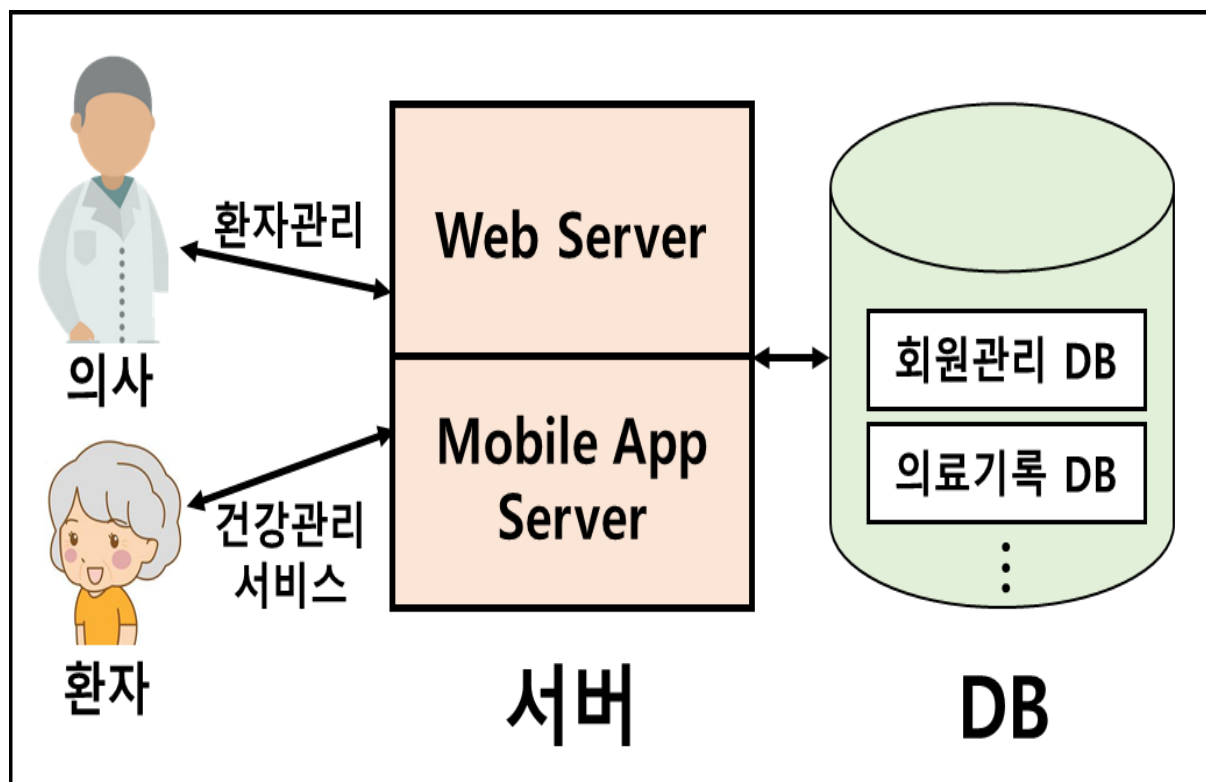 환자관리
의사
건강관리
서비스
환자
Web Server
Mobile App
Server
서버
회원관리 DB
의료기록 DB
DB